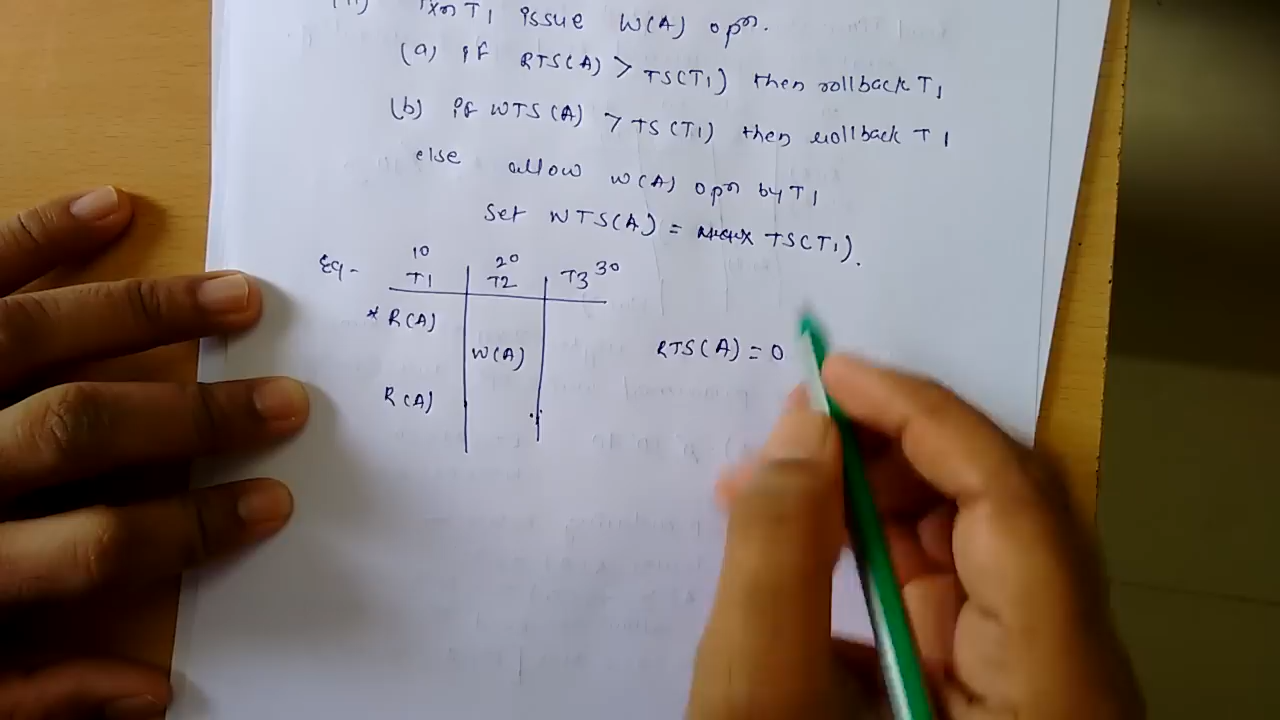 Txn T1 issue W(A) opn.
(a) if RTS(A) > TS(T1) then rollback T1
(b) if WTS(A) > TS(T1) then rollback T1
else allow W(A) opn by T1
Set WTS(A) = TS(T1).
Eg- 10 20 30
T1 T2 T3
* R(A)
W(A) RTS(A) = 0
R(A)